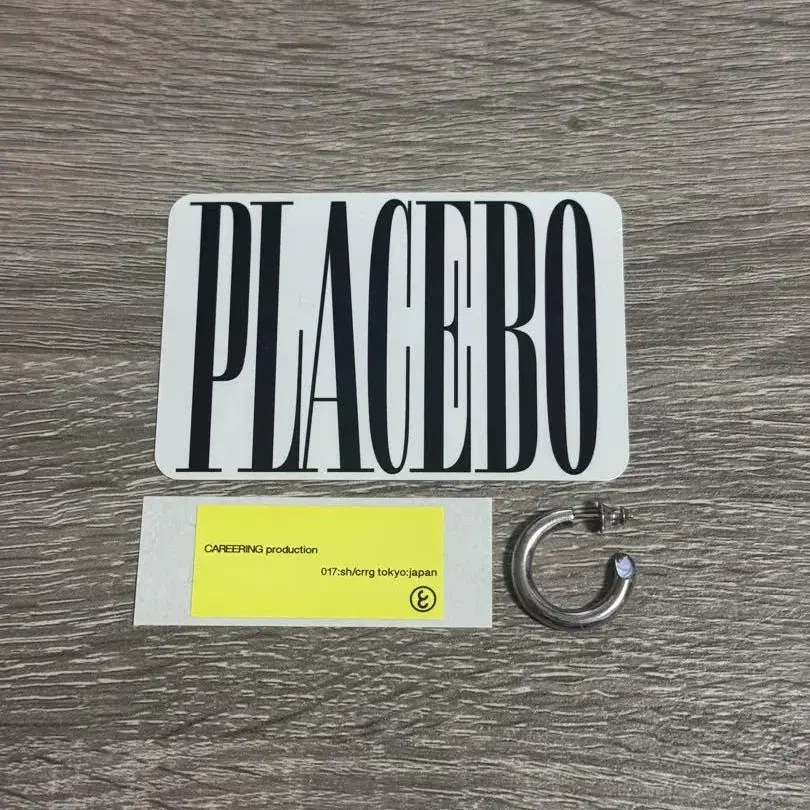 PLACEBO
CAREERING production
017:sh/crrg tokyo:japan